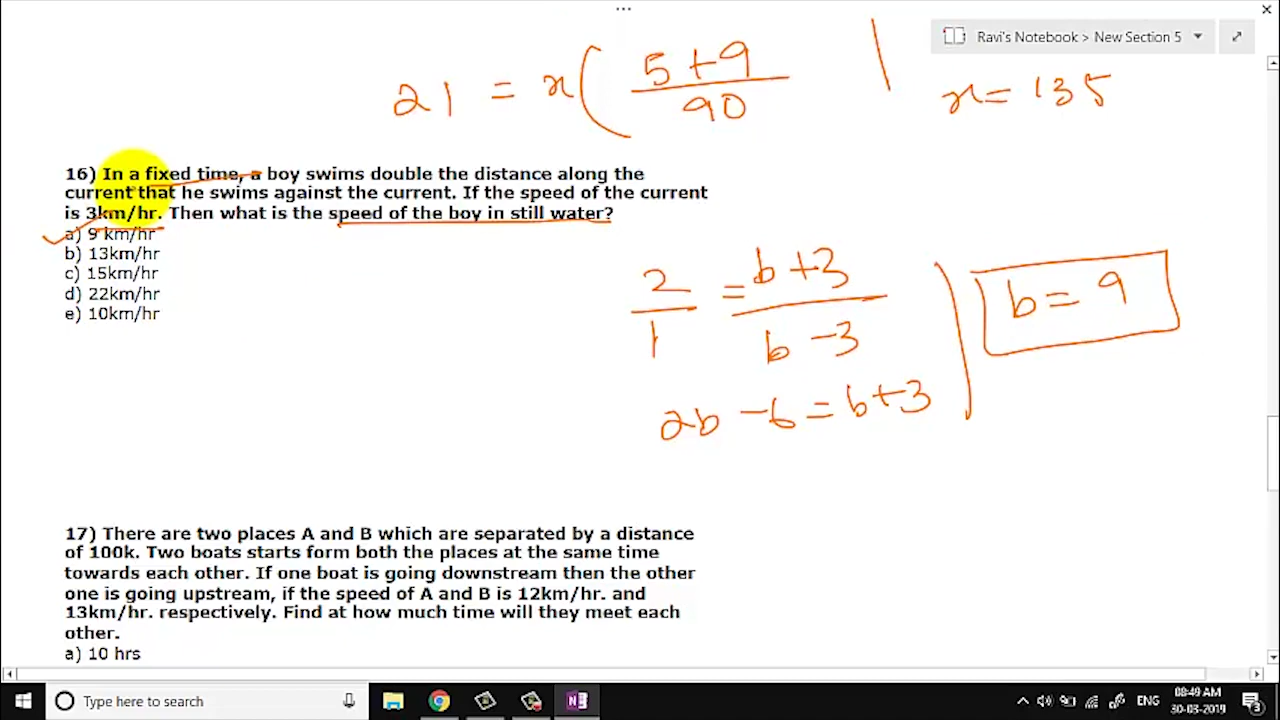 ...
Ravi's Notebook > New Section 5
21 = x( 5+9 / 90
x = 135
16) In a fixed time, a boy swims double the distance along the
current that he swims against the current. If the speed of the current
is 3km/hr. Then what is the speed of the boy in still water?
a) 9 km/hr
b) 13km/hr
c) 15km/hr
d) 22km/hr
e) 10km/hr
2/1 = b+3 / b-3
2b -6 = b+3
b = 9
17) There are two places A and B which are separated by a distance
of 100k. Two boats starts form both the places at the same time
towards each other. If one boat is going downstream then the other
one is going upstream, if the speed of A and B is 12km/hr. and
13km/hr. respectively. Find at how much time will they meet each
other.
a) 10 hrs
Type here to search
ENG
08:49 AM
30-03-2019
3